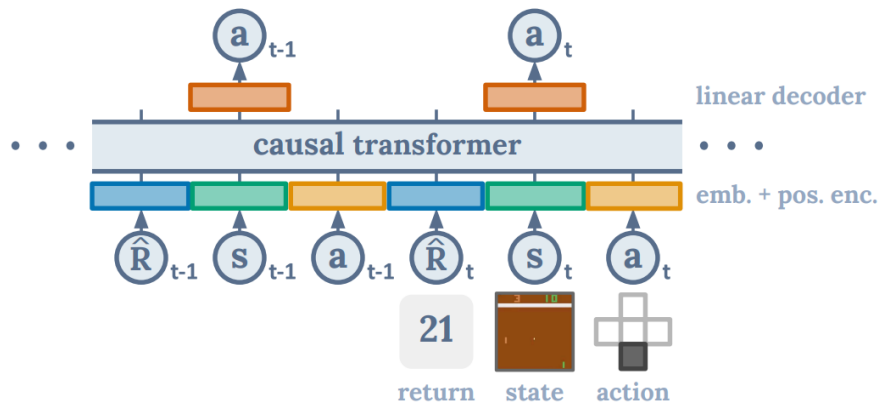 a t-1 a t
linear decoder
• • • causal transformer • • •
emb. + pos. enc.
R̂ t-1 s t-1 a t-1 R̂ t s t a t
21 3 10
return state action